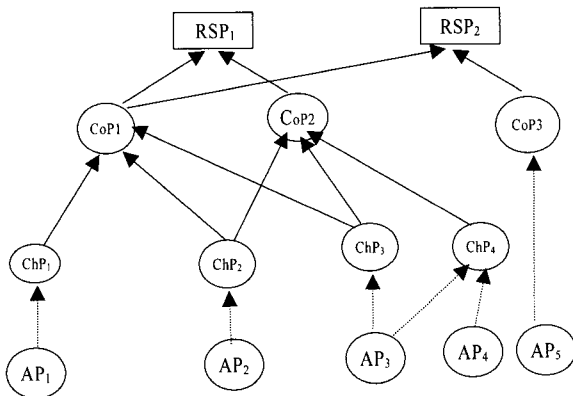 RSP₁
RSP₂
CoP1
CoP2
CoP3
ChP₁
ChP₂
ChP₃
ChP₄
AP₁
AP₂
AP₃
AP₄
AP₅